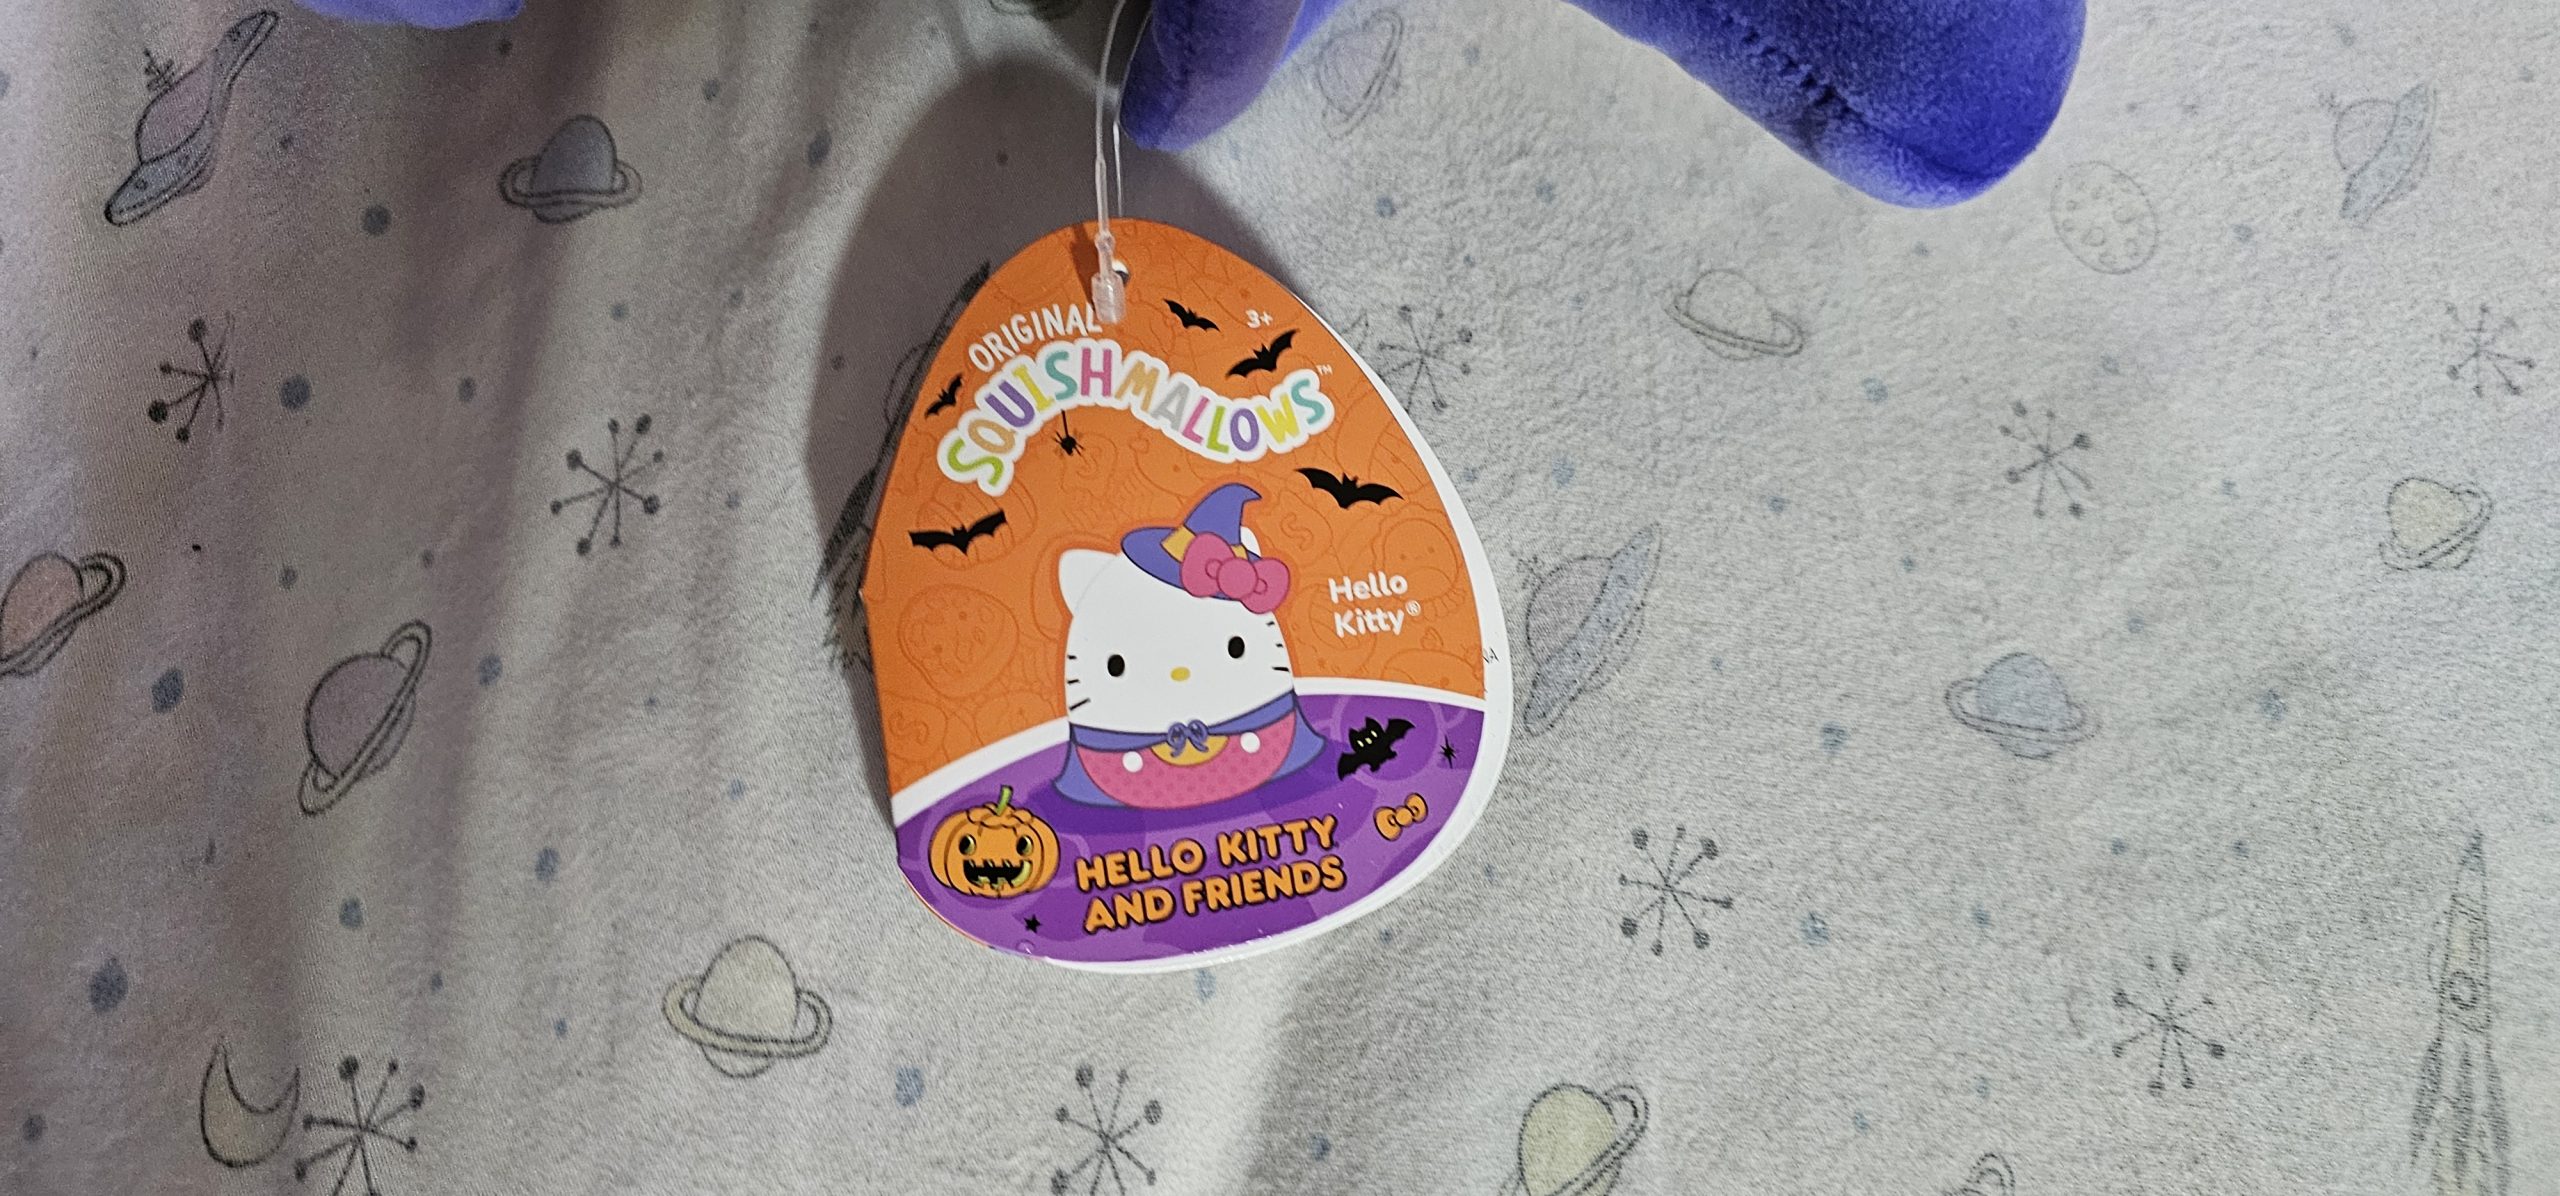 ORIGINAL
3+
SQUISHMALLOWS™
Hello
Kitty®
HELLO KITTY
AND FRIENDS